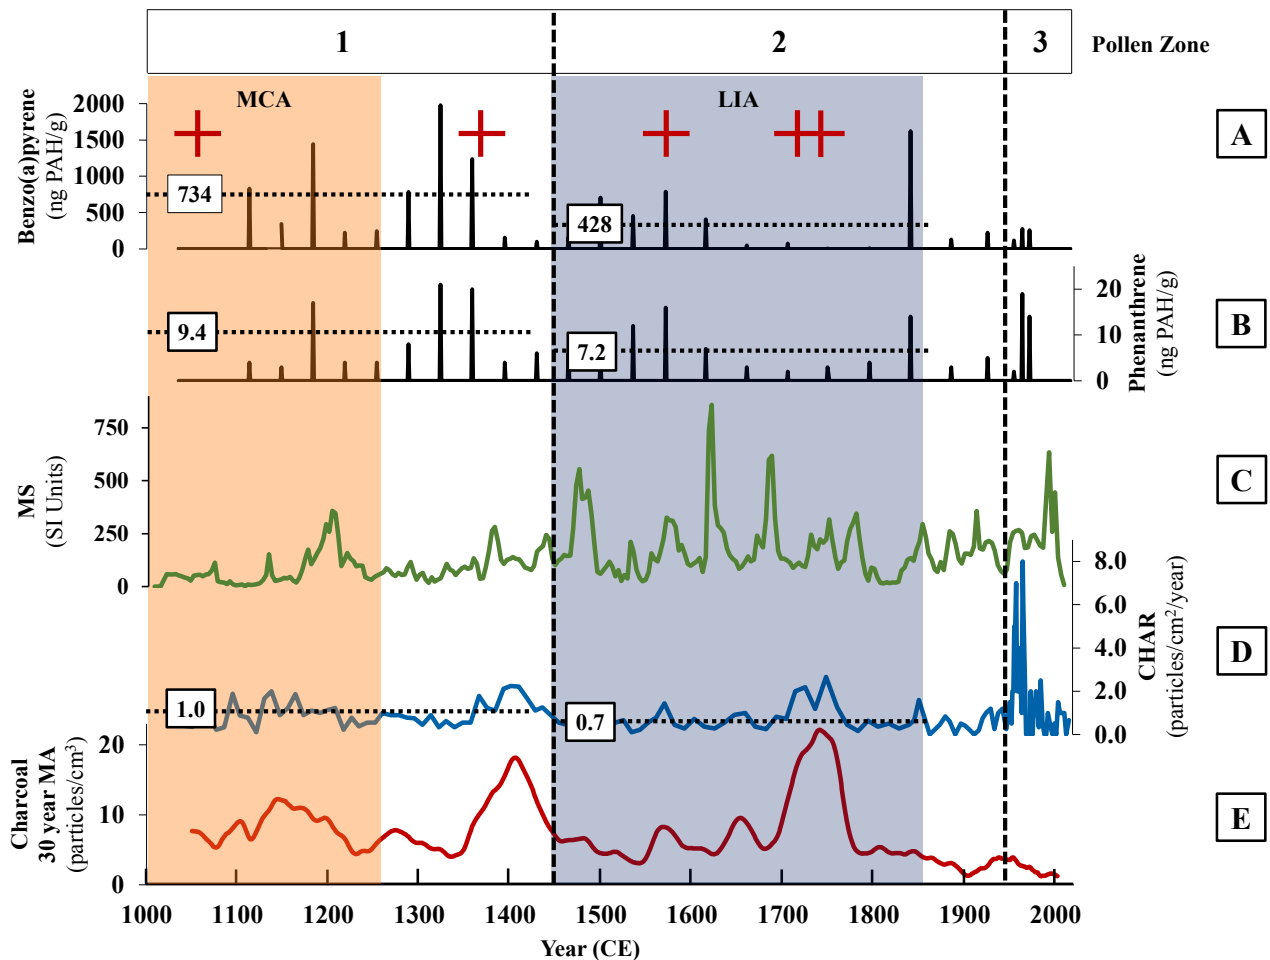 1 2 3 Pollen Zone
MCA LIA
Benzo(a)pyrene
(ng PAH/g)
2000
1500
1000
500
0
734
428
A
Phenanthrene
(ng PAH/g)
20
10
0
9.4
7.2
B
MS
(SI Units)
750
500
250
0
C
CHAR
(particles/cm²/year)
8.0
6.0
4.0
2.0
0.0
1.0
0.7
D
Charcoal
30 year MA
(particles/cm³)
20
10
0
E
1000 1100 1200 1300 1400 1500 1600 1700 1800 1900 2000
Year (CE)